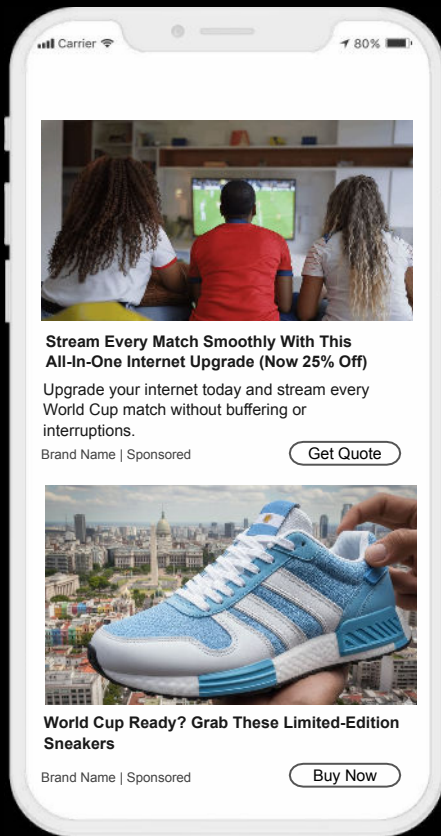 Carrier
80%
Stream Every Match Smoothly With This
All-In-One Internet Upgrade (Now 25% Off)
Upgrade your internet today and stream every
World Cup match without buffering or
interruptions.
Brand Name | Sponsored
Get Quote
World Cup Ready? Grab These Limited-Edition
Sneakers
Brand Name | Sponsored
Buy Now